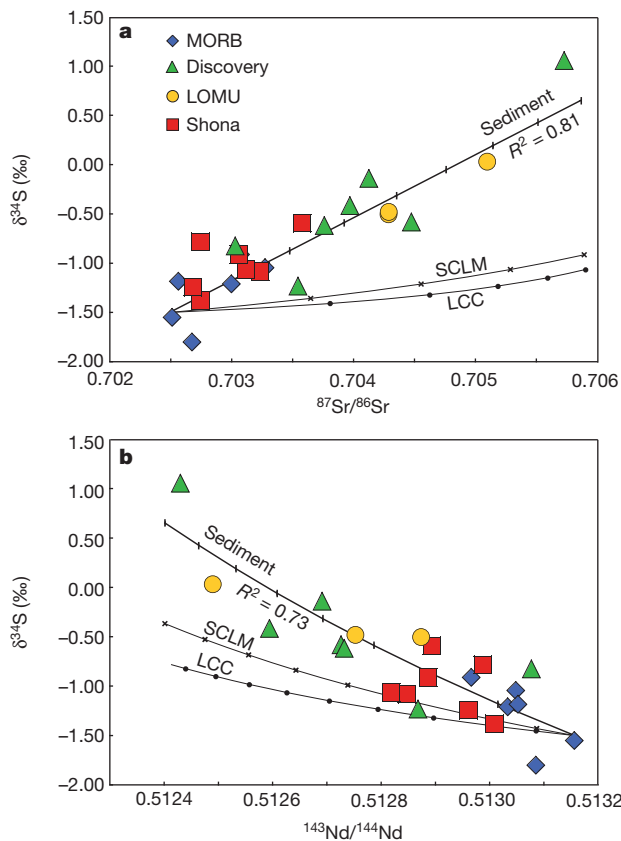 a
1.50
1.00
0.50
0.00
−0.50
−1.00
−1.50
−2.00
δ34S (‰)
MORB
Discovery
LOMU
Shona
Sediment
R2 = 0.81
SCLM
LCC
0.702
0.703
0.704
0.705
0.706
87Sr/86Sr
b
1.50
1.00
0.50
0.00
−0.50
−1.00
−1.50
−2.00
δ34S (‰)
Sediment
R2 = 0.73
SCLM
LCC
0.5124
0.5126
0.5128
0.5130
0.5132
143Nd/144Nd